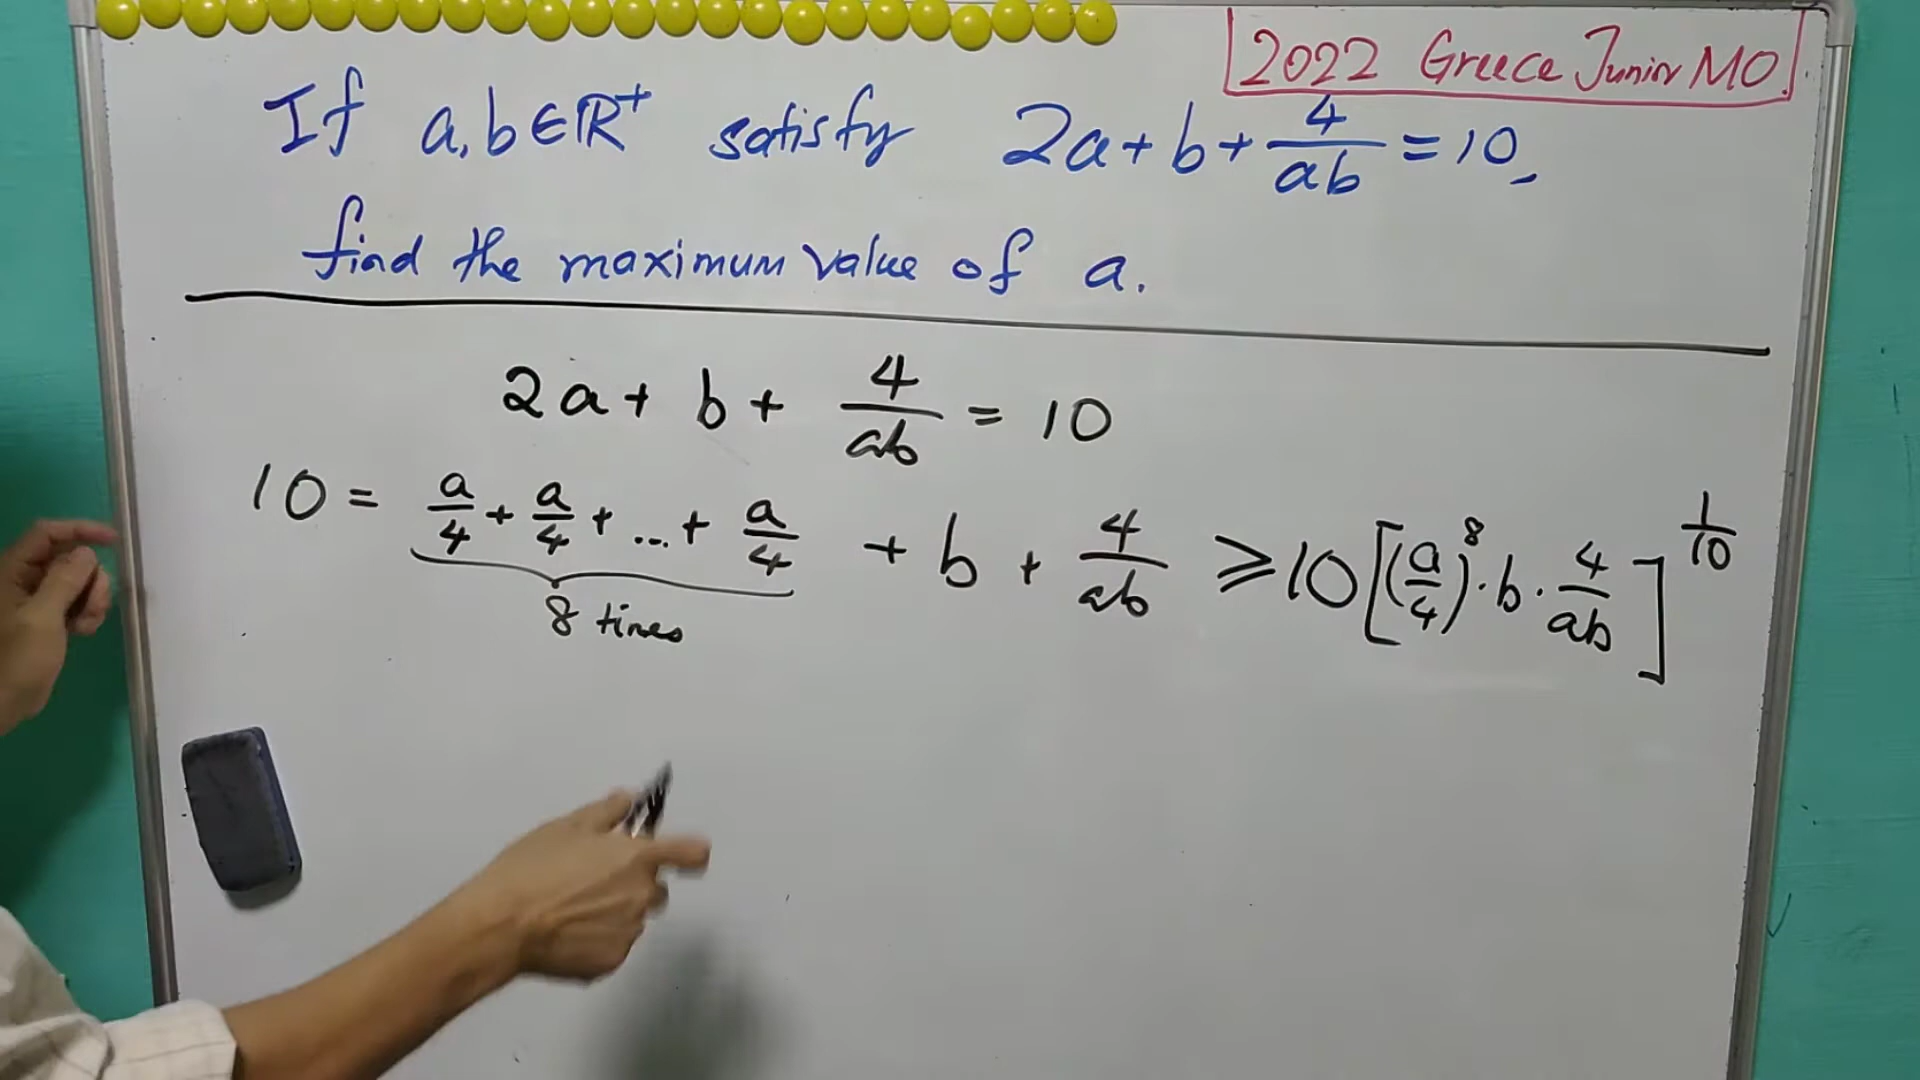 2022 Greece Junior MO.
If a,b∈ℝ⁺ satisfy 2a+b+4/ab=10,
find the maximum value of a.
2a+b+4/ab=10
10=a/4+a/4+...+a/4+b+4/ab≥10[(a/4)⁸·b·4/ab]^1/10
8 times